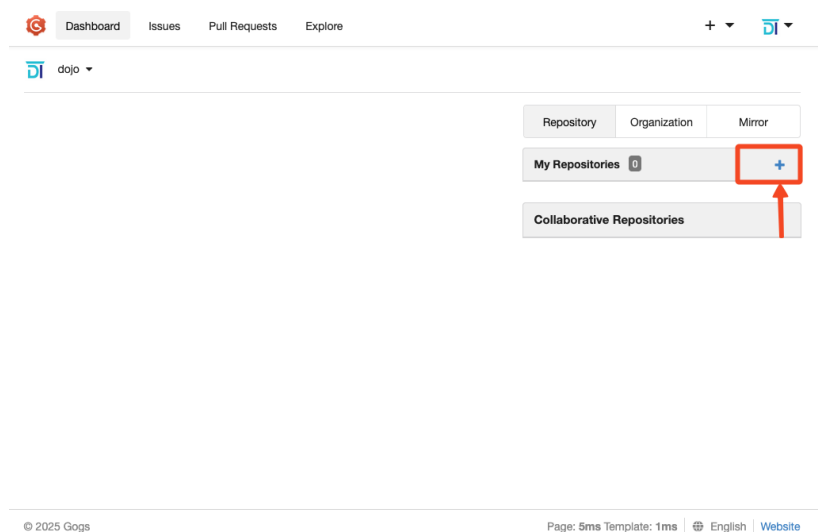 Dashboard Issues Pull Requests Explore +
DI dojo
Repository Organization Mirror
My Repositories 0 +
Collaborative Repositories
© 2025 Gogs Page: 5ms Template: 1ms English Website